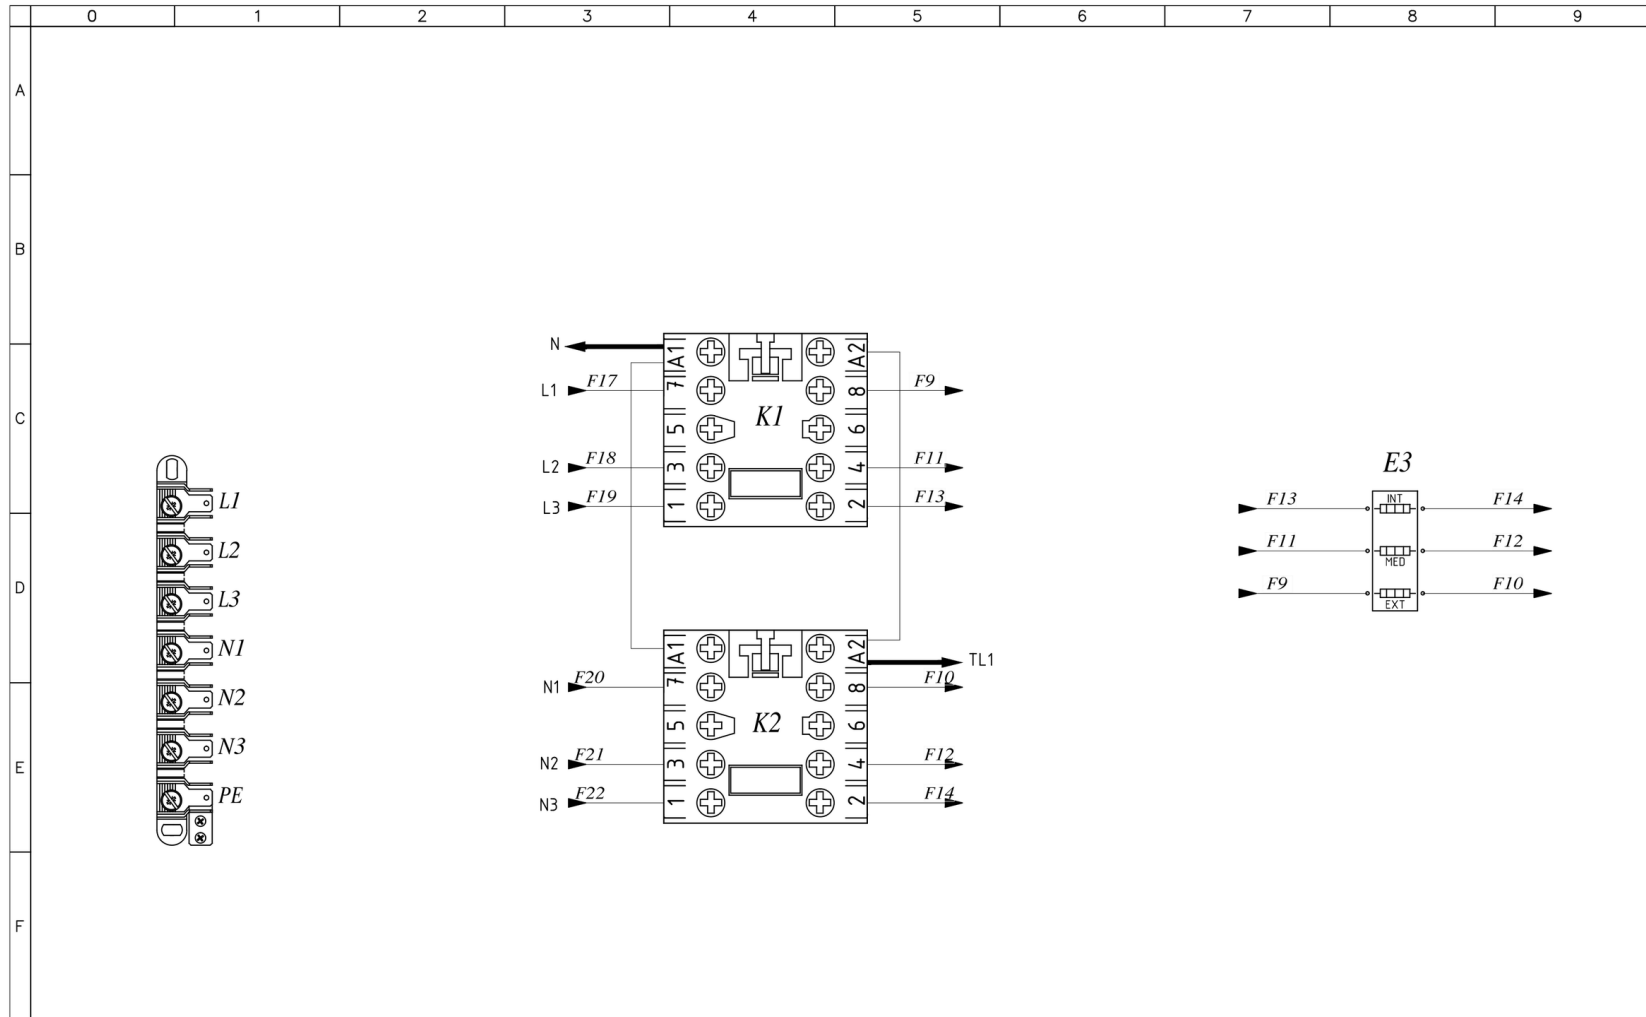 0 1 2 3 4 5 6 7 8 9
A
B
N A1 A2
L1 F17 7 8 F9
C
5 K1 6
L2 F18 3 4 F11
E3
L1
L3 F19 1 2 F13
F13 INT F14
L2
F11 MED F12
D
L3
F9 EXT F10
N1
A1 A2 TL1
N1 F20 7 8 F10
N2
5 K2 6
N3
E
N2 F21 3 4 F12
PE
N3 F22 1 2 F14
F